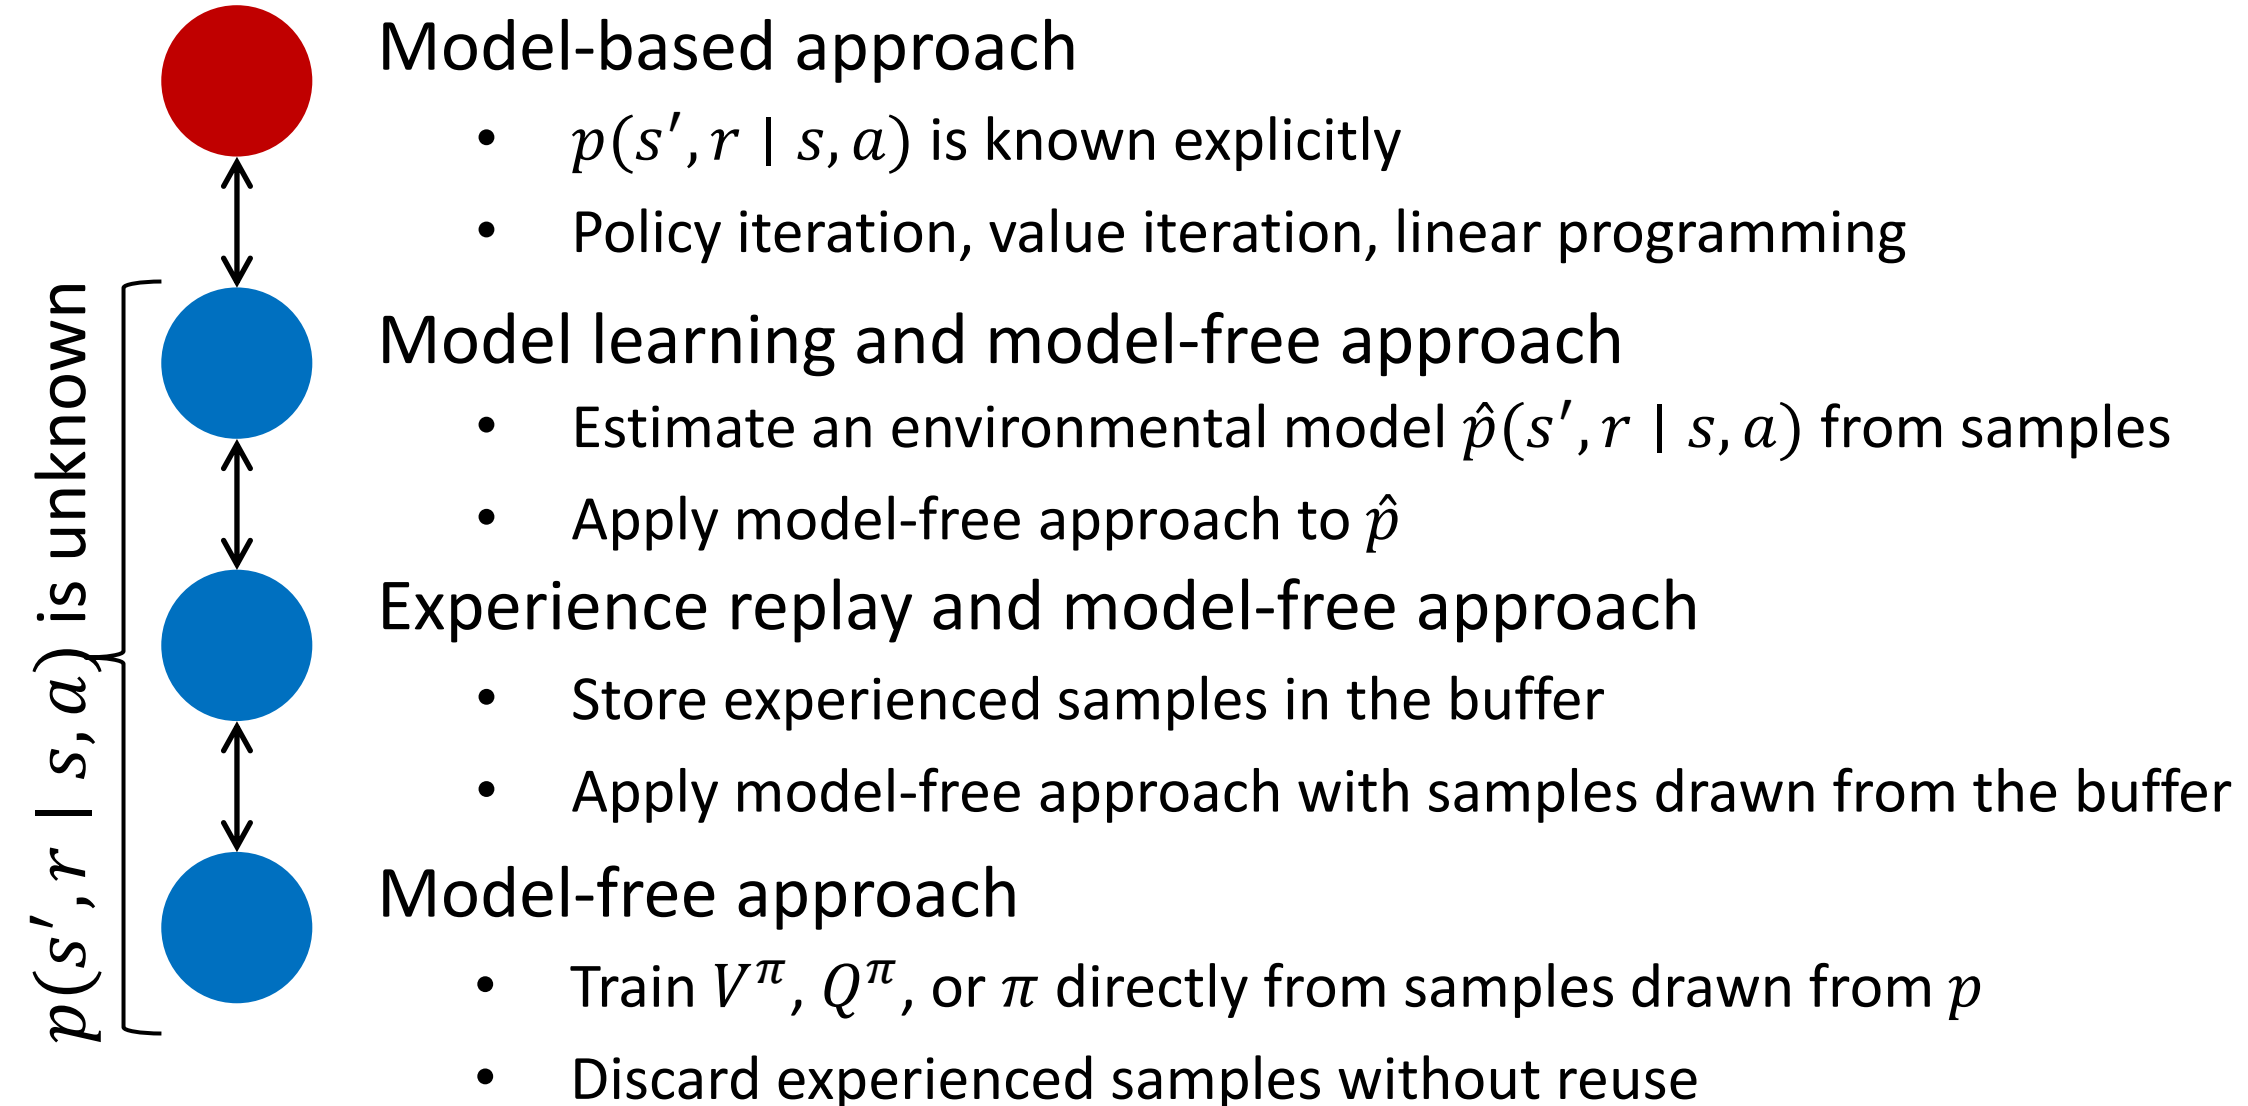 Model-based approach
• p(s′, r | s, a) is known explicitly
• Policy iteration, value iteration, linear programming
p(s′, r | s, a) is unknown
Model learning and model-free approach
• Estimate an environmental model p̂(s′, r | s, a) from samples
• Apply model-free approach to p̂
Experience replay and model-free approach
• Store experienced samples in the buffer
• Apply model-free approach with samples drawn from the buffer
Model-free approach
• Train V^π, Q^π, or π directly from samples drawn from p
• Discard experienced samples without reuse